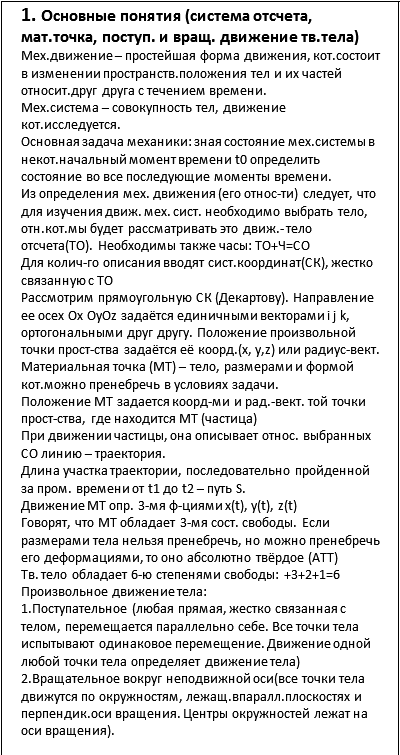 1. Основные понятия (система отсчета,
мат.точка, поступ. и вращ. движение тв.тела)
Мех.движение – простейшая форма движения, кот.состоит
в изменении пространств.положения тел и их частей
относит.друг друга с течением времени.
Мех.система – совокупность тел, движение
кот.исследуется.
Основная задача механики: зная состояние мех.системы в
некот.начальный момент времени t0 определить
состояние во все последующие моменты времени.
Из определения мех. движения (его относ-ти) следует, что
для изучения движ. мех. сист. необходимо выбрать тело,
отн.кот.мы будет рассматривать это движ.- тело
отсчета(ТО). Необходимы также часы: ТО+Ч=СО
Для колич-го описания вводят сист.координат(СК), жестко
связанную с ТО
Рассмотрим прямоугольную СК (Декартову). Направление
ее осех Ox OyOz задаётся единичными векторами i j k,
ортогональными друг другу. Положение произвольной
точки прост-ства задаётся её коорд.(x, y,z) или радиус-вект.
Материальная точка (МТ) – тело, размерами и формой
кот.можно пренебречь в условиях задачи.
Положение МТ задается коорд-ми и рад.-вект. той точки
прост-ства, где находится МТ (частица)
При движении частицы, она описывает относ. выбранных
СО линию – траектория.
Длина участка траектории, последовательно пройденной
за пром. времени от t1 до t2 – путь S.
Движение МТ опр. 3-мя ф-циями x(t), y(t), z(t)
Говорят, что МТ обладает 3-мя сост. свободы. Если
размерами тела нельзя пренебречь, но можно пренебречь
его деформациями, то оно абсолютно твёрдое (АТТ)
Тв. тело обладает 6-ю степенями свободы: +3+2+1=6
Произвольное движение тела:
1.Поступательное (любая прямая, жестко связанная с
телом, перемещается параллельно себе. Все точки тела
испытывают одинаковое перемещение. Движение одной
любой точки тела определяет движение тела)
2.Вращательное вокруг неподвижной оси(все точки тела
движутся по окружностям, лежащ.впаралл.плоскостях и
перпендик.оси вращения. Центры окружностей лежат на
оси вращения).